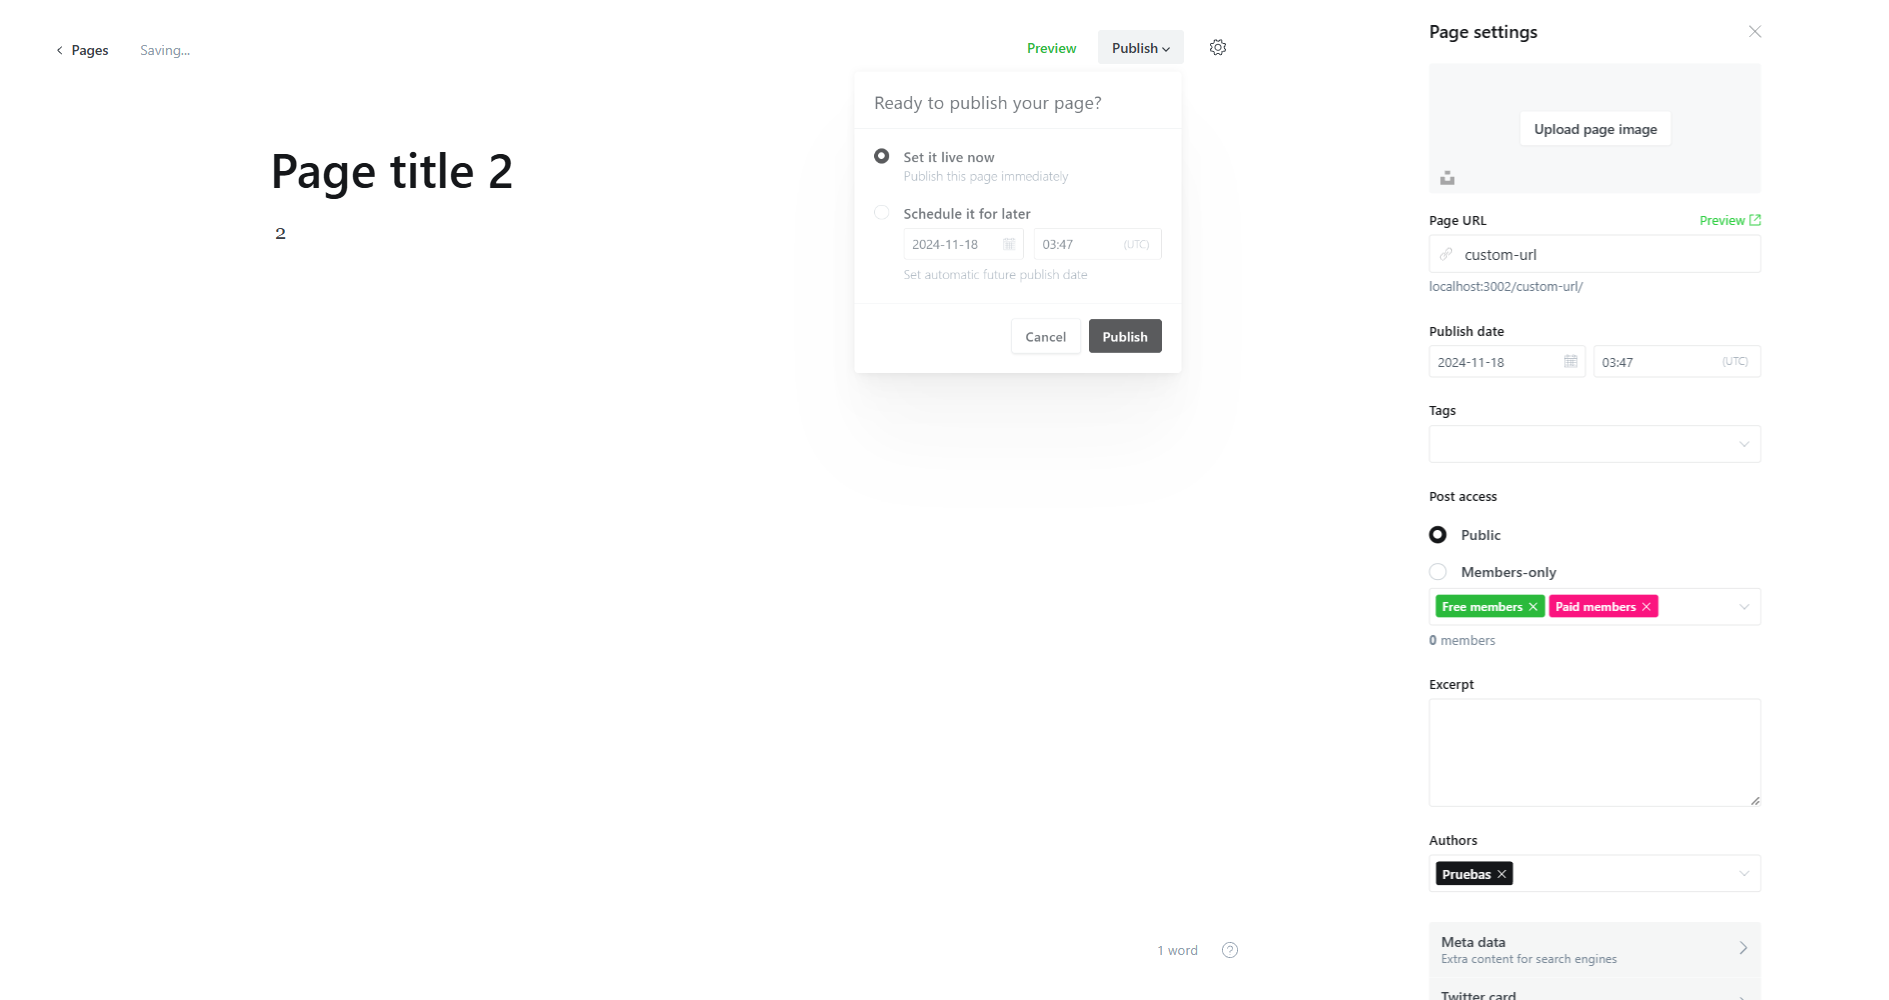 Pages
Saving...
Preview
Publish
Page title 2
2
Ready to publish your page?
Set it live now
Publish this page immediately
Schedule it for later
2024-11-18
03:47
(UTC)
Set automatic future publish date
Cancel
Publish
1 word
?
Page settings
Upload page image
Page URL
Preview
custom-url
localhost:3002/custom-url/
Publish date
2024-11-18
03:47
(UTC)
Tags
Post access
Public
Members-only
Free members
Paid members
0 members
Excerpt
Authors
Pruebas
Meta data
Extra content for search engines
Twitter card